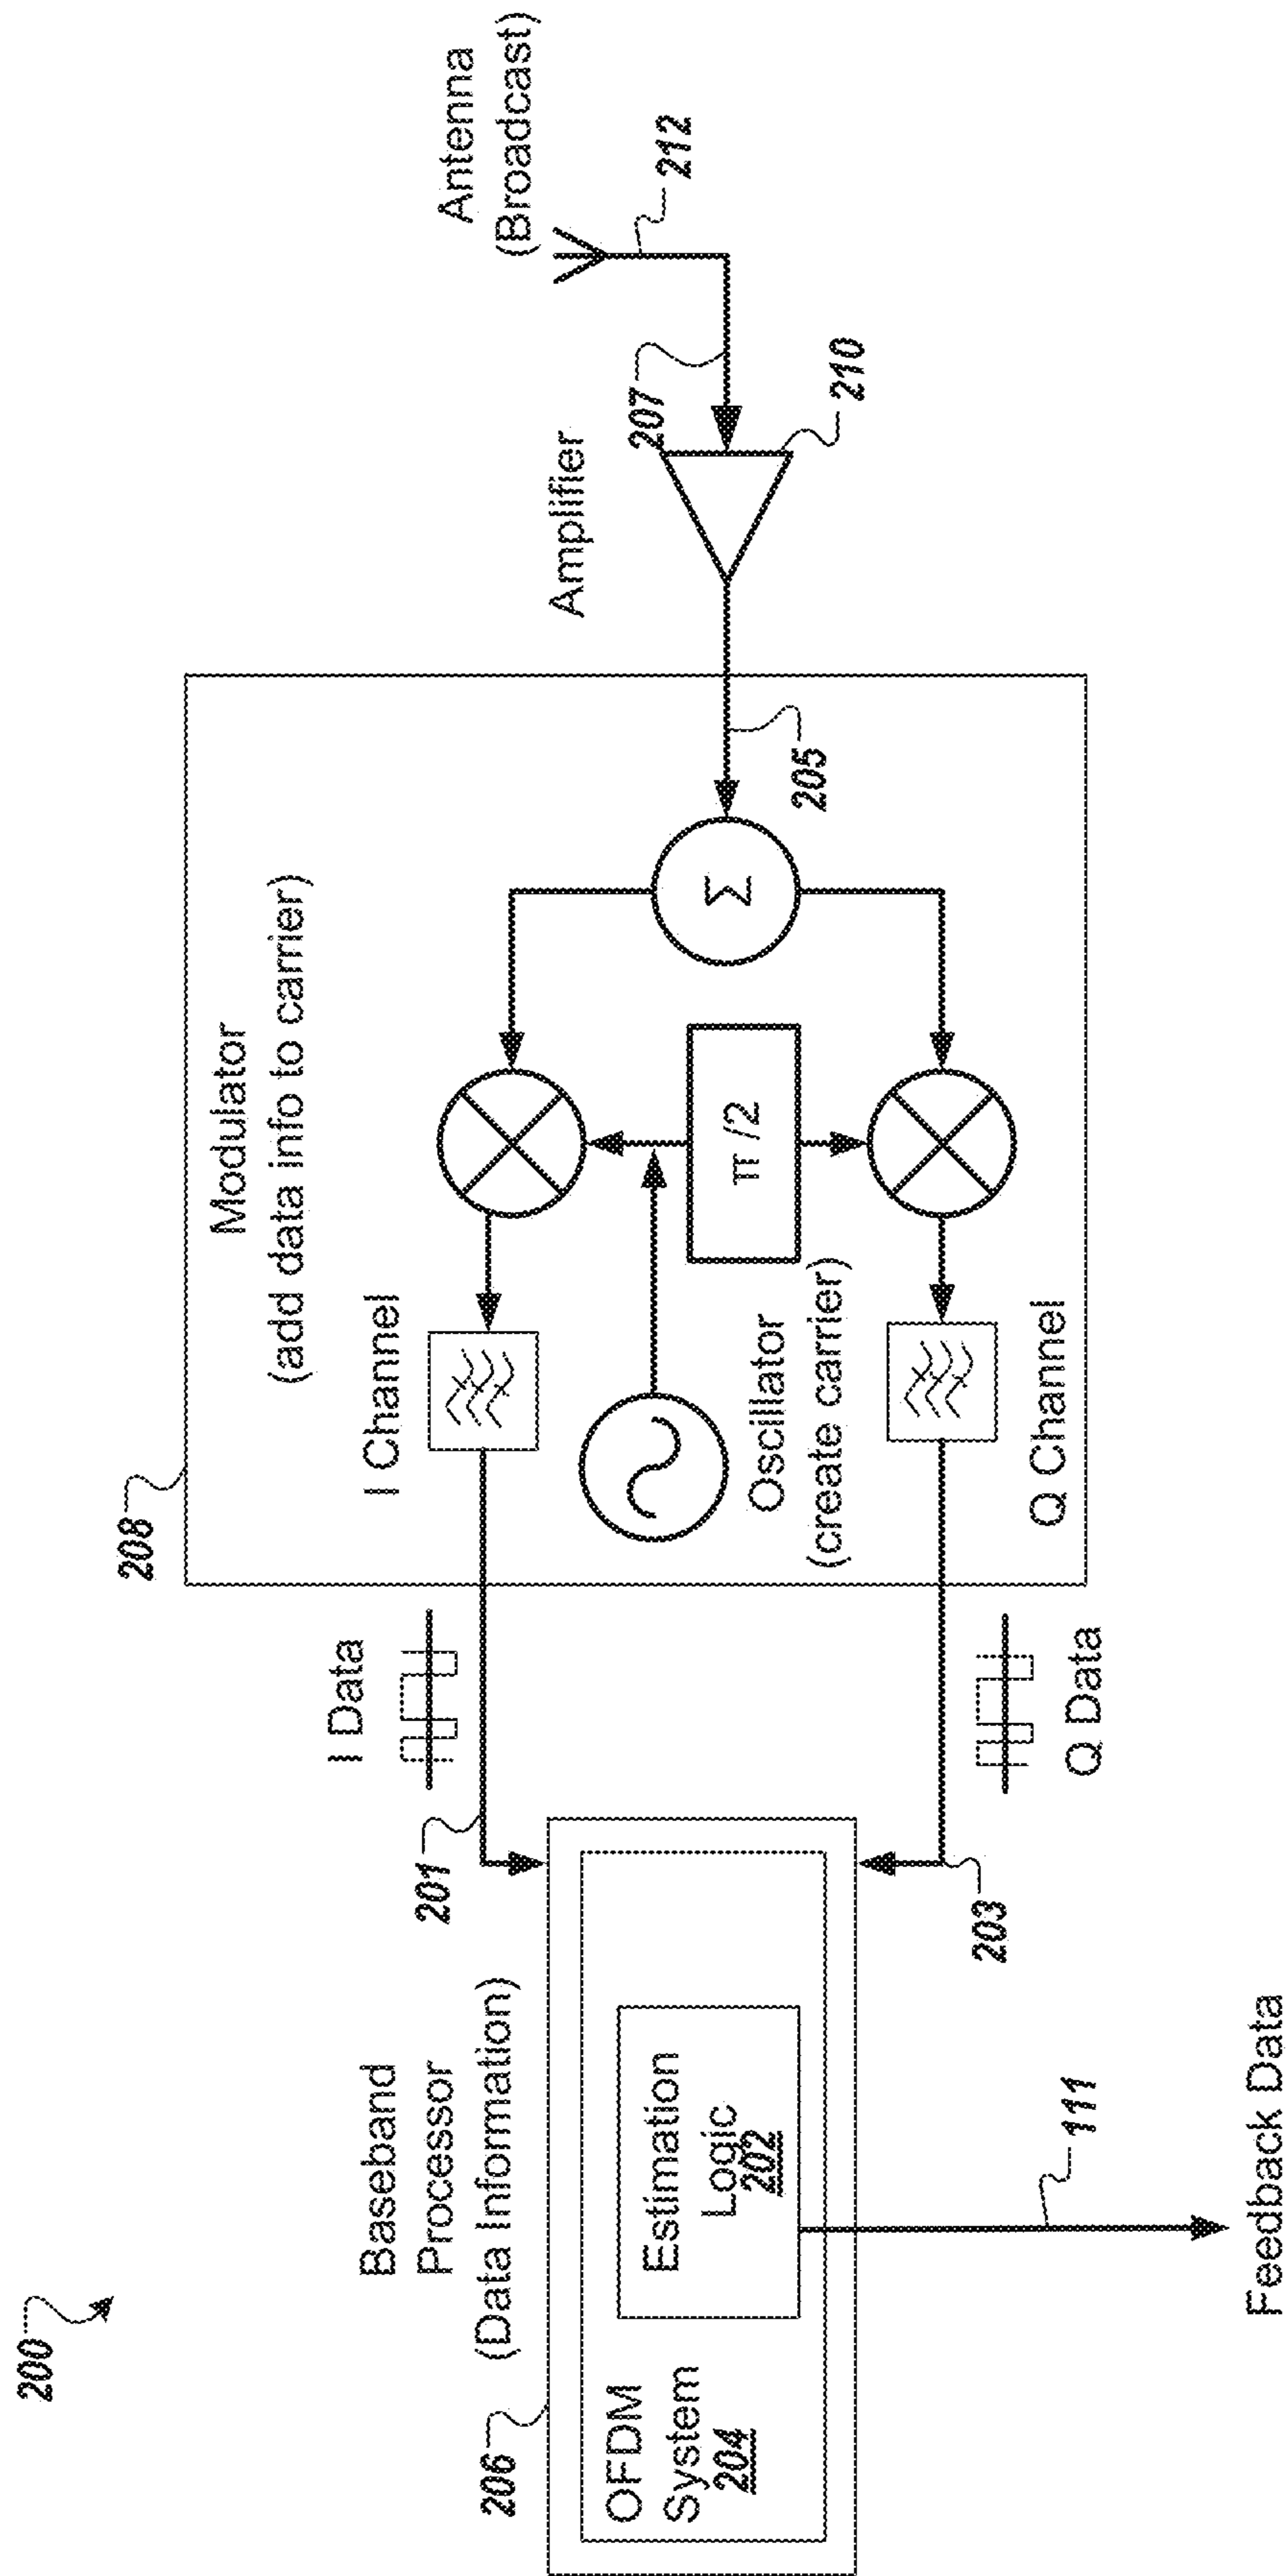 200
206
Baseband
Processor
(Data Information)
OFDM
System
204
Estimation
Logic
202
111
Feedback Data
201
203
I Data
Q Data
208
Modulator
(add data info to carrier)
I Channel
Oscillator
(create carrier)
Q Channel
π /2
Σ
205
Amplifier
207
210
Antenna
(Broadcast)
212